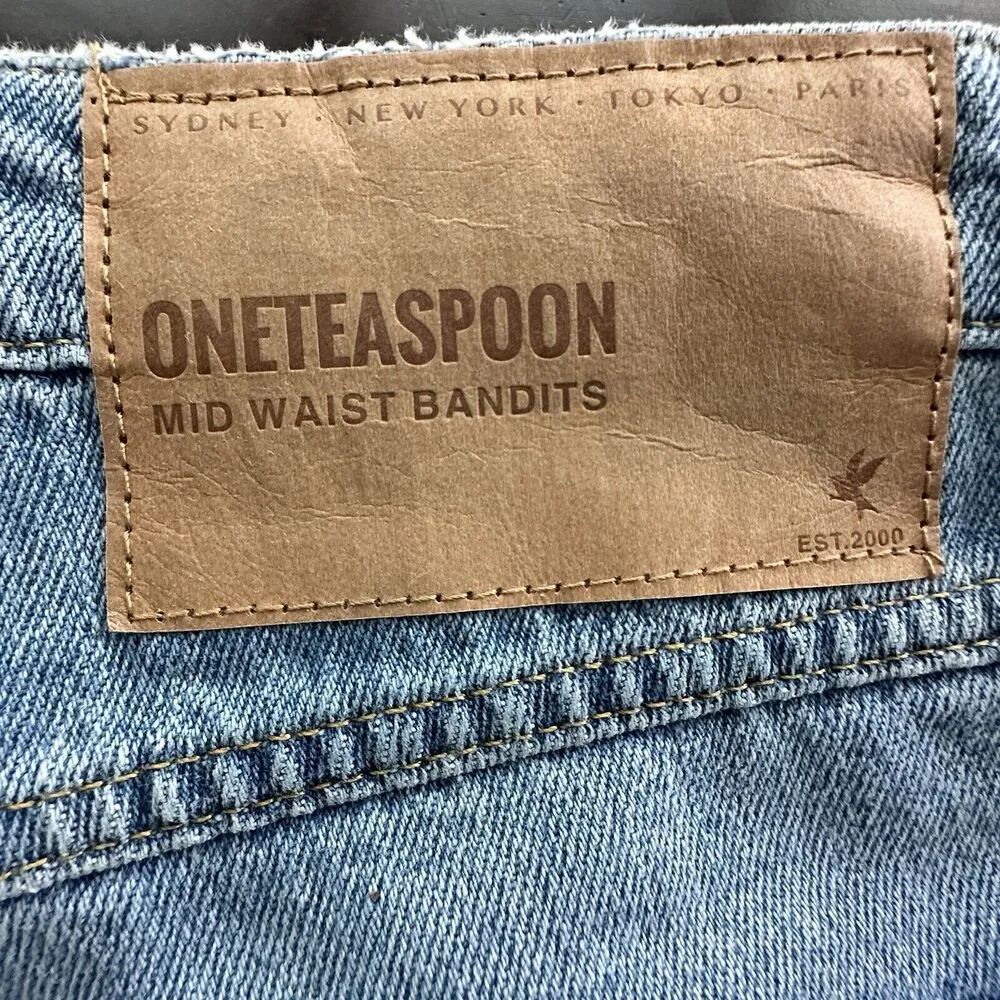 SYDNEY · NEW YORK · TOKYO · PARIS
ONETEASPOON
MID WAIST BANDITS
EST.2000